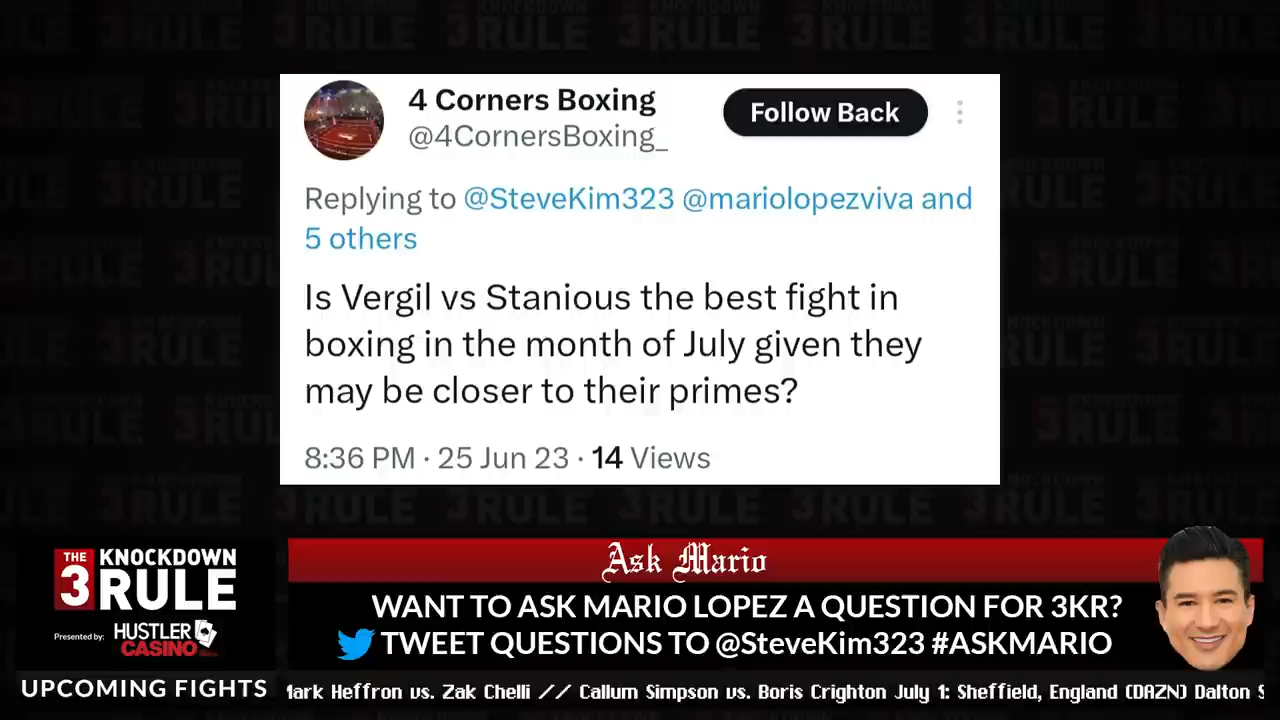 4 Corners Boxing
@4CornersBoxing_
Follow Back
Replying to @SteveKim323 @mariolopezviva and
5 others
Is Vergil vs Stanious the best fight in
boxing in the month of July given they
may be closer to their primes?
8:36 PM · 25 Jun 23 · 14 Views
THE 3 KNOCKDOWN RULE
Presented by: HUSTLER CASINO
Ask Mario
WANT TO ASK MARIO LOPEZ A QUESTION FOR 3KR?
TWEET QUESTIONS TO @SteveKim323 #ASKMARIO
UPCOMING FIGHTS
Mark Heffron vs. Zak Chelli // Callum Simpson vs. Boris Crighton July 1: Sheffield, England (DAZN) Dalton S